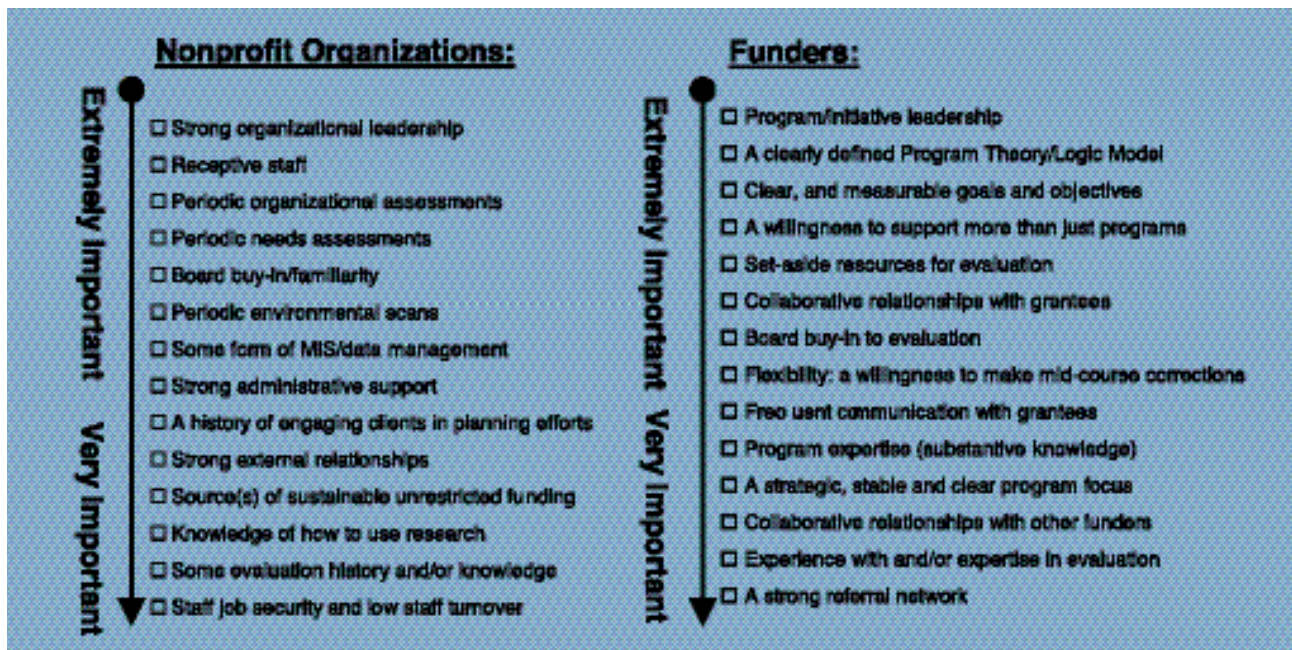 Nonprofit Organizations:
Extremely Important Very Important
☐ Strong organizational leadership
☐ Receptive staff
☐ Periodic organizational assessments
☐ Periodic needs assessments
☐ Board buy-in/familiarity
☐ Periodic environmental scans
☐ Some form of MIS/data management
☐ Strong administrative support
☐ A history of engaging clients in planning efforts
☐ Strong external relationships
☐ Source(s) of sustainable unrestricted funding
☐ Knowledge of how to use research
☐ Some evaluation history and/or knowledge
☐ Staff job security and low staff turnover
Funders:
Extremely Important Very Important
☐ Program/initiative leadership
☐ A clearly defined Program Theory/Logic Model
☐ Clear, and measurable goals and objectives
☐ A willingness to support more than just programs
☐ Set-aside resources for evaluation
☐ Collaborative relationships with grantees
☐ Board buy-in to evaluation
☐ Flexibility: a willingness to make mid-course corrections
☐ Freo uent communication with grantees
☐ Program expertise (substantive knowledge)
☐ A strategic, stable and clear program focus
☐ Collaborative relationships with other funders
☐ Experience with and/or expertise in evaluation
☐ A strong referral network